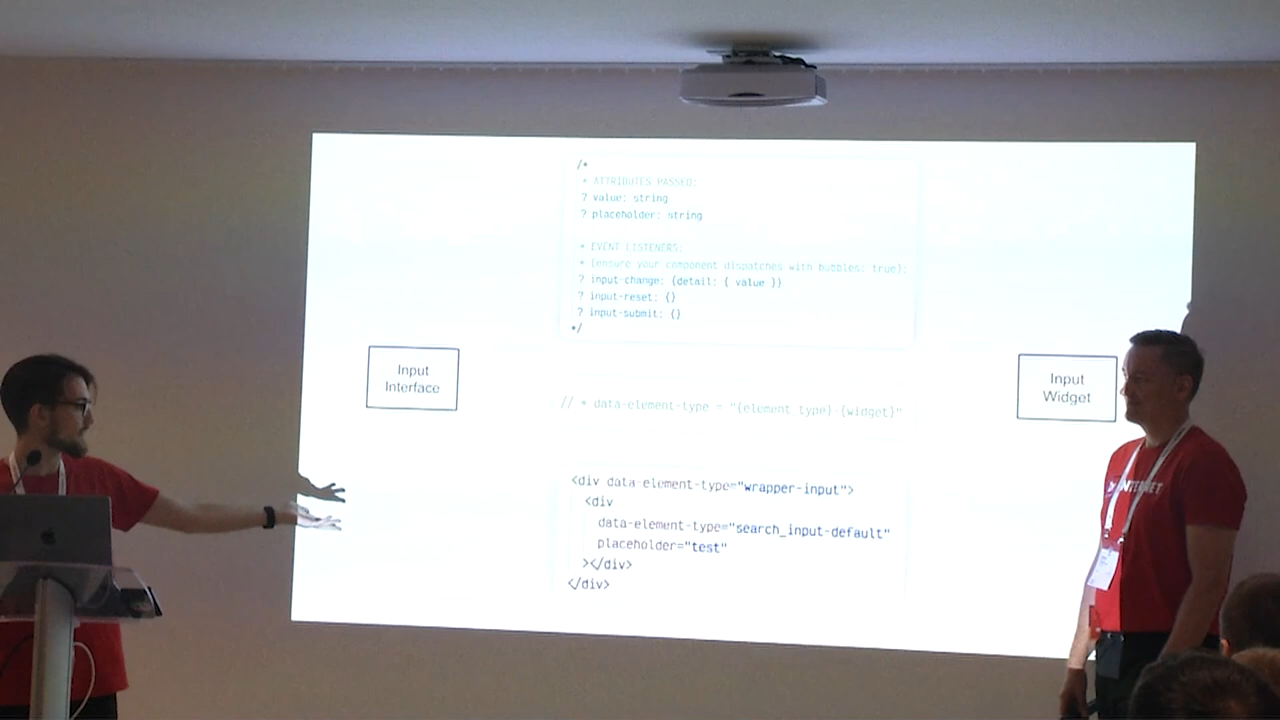 /*
* ATTRIBUTES PASSED:
? value: string
? placeholder: string
* EVENT LISTENERS:
* (ensure your component dispatches with bubbles: true):
? input-change: {detail: { value }}
? input-reset: {}
? input-submit: {}
*/
Input
Interface
Input
Widget
// * data-element-type = "{element_type}-{widget}"
<div data-element-type="wrapper-input">
<div
data-element-type="search_input-default"
placeholder="test"
></div>
</div>